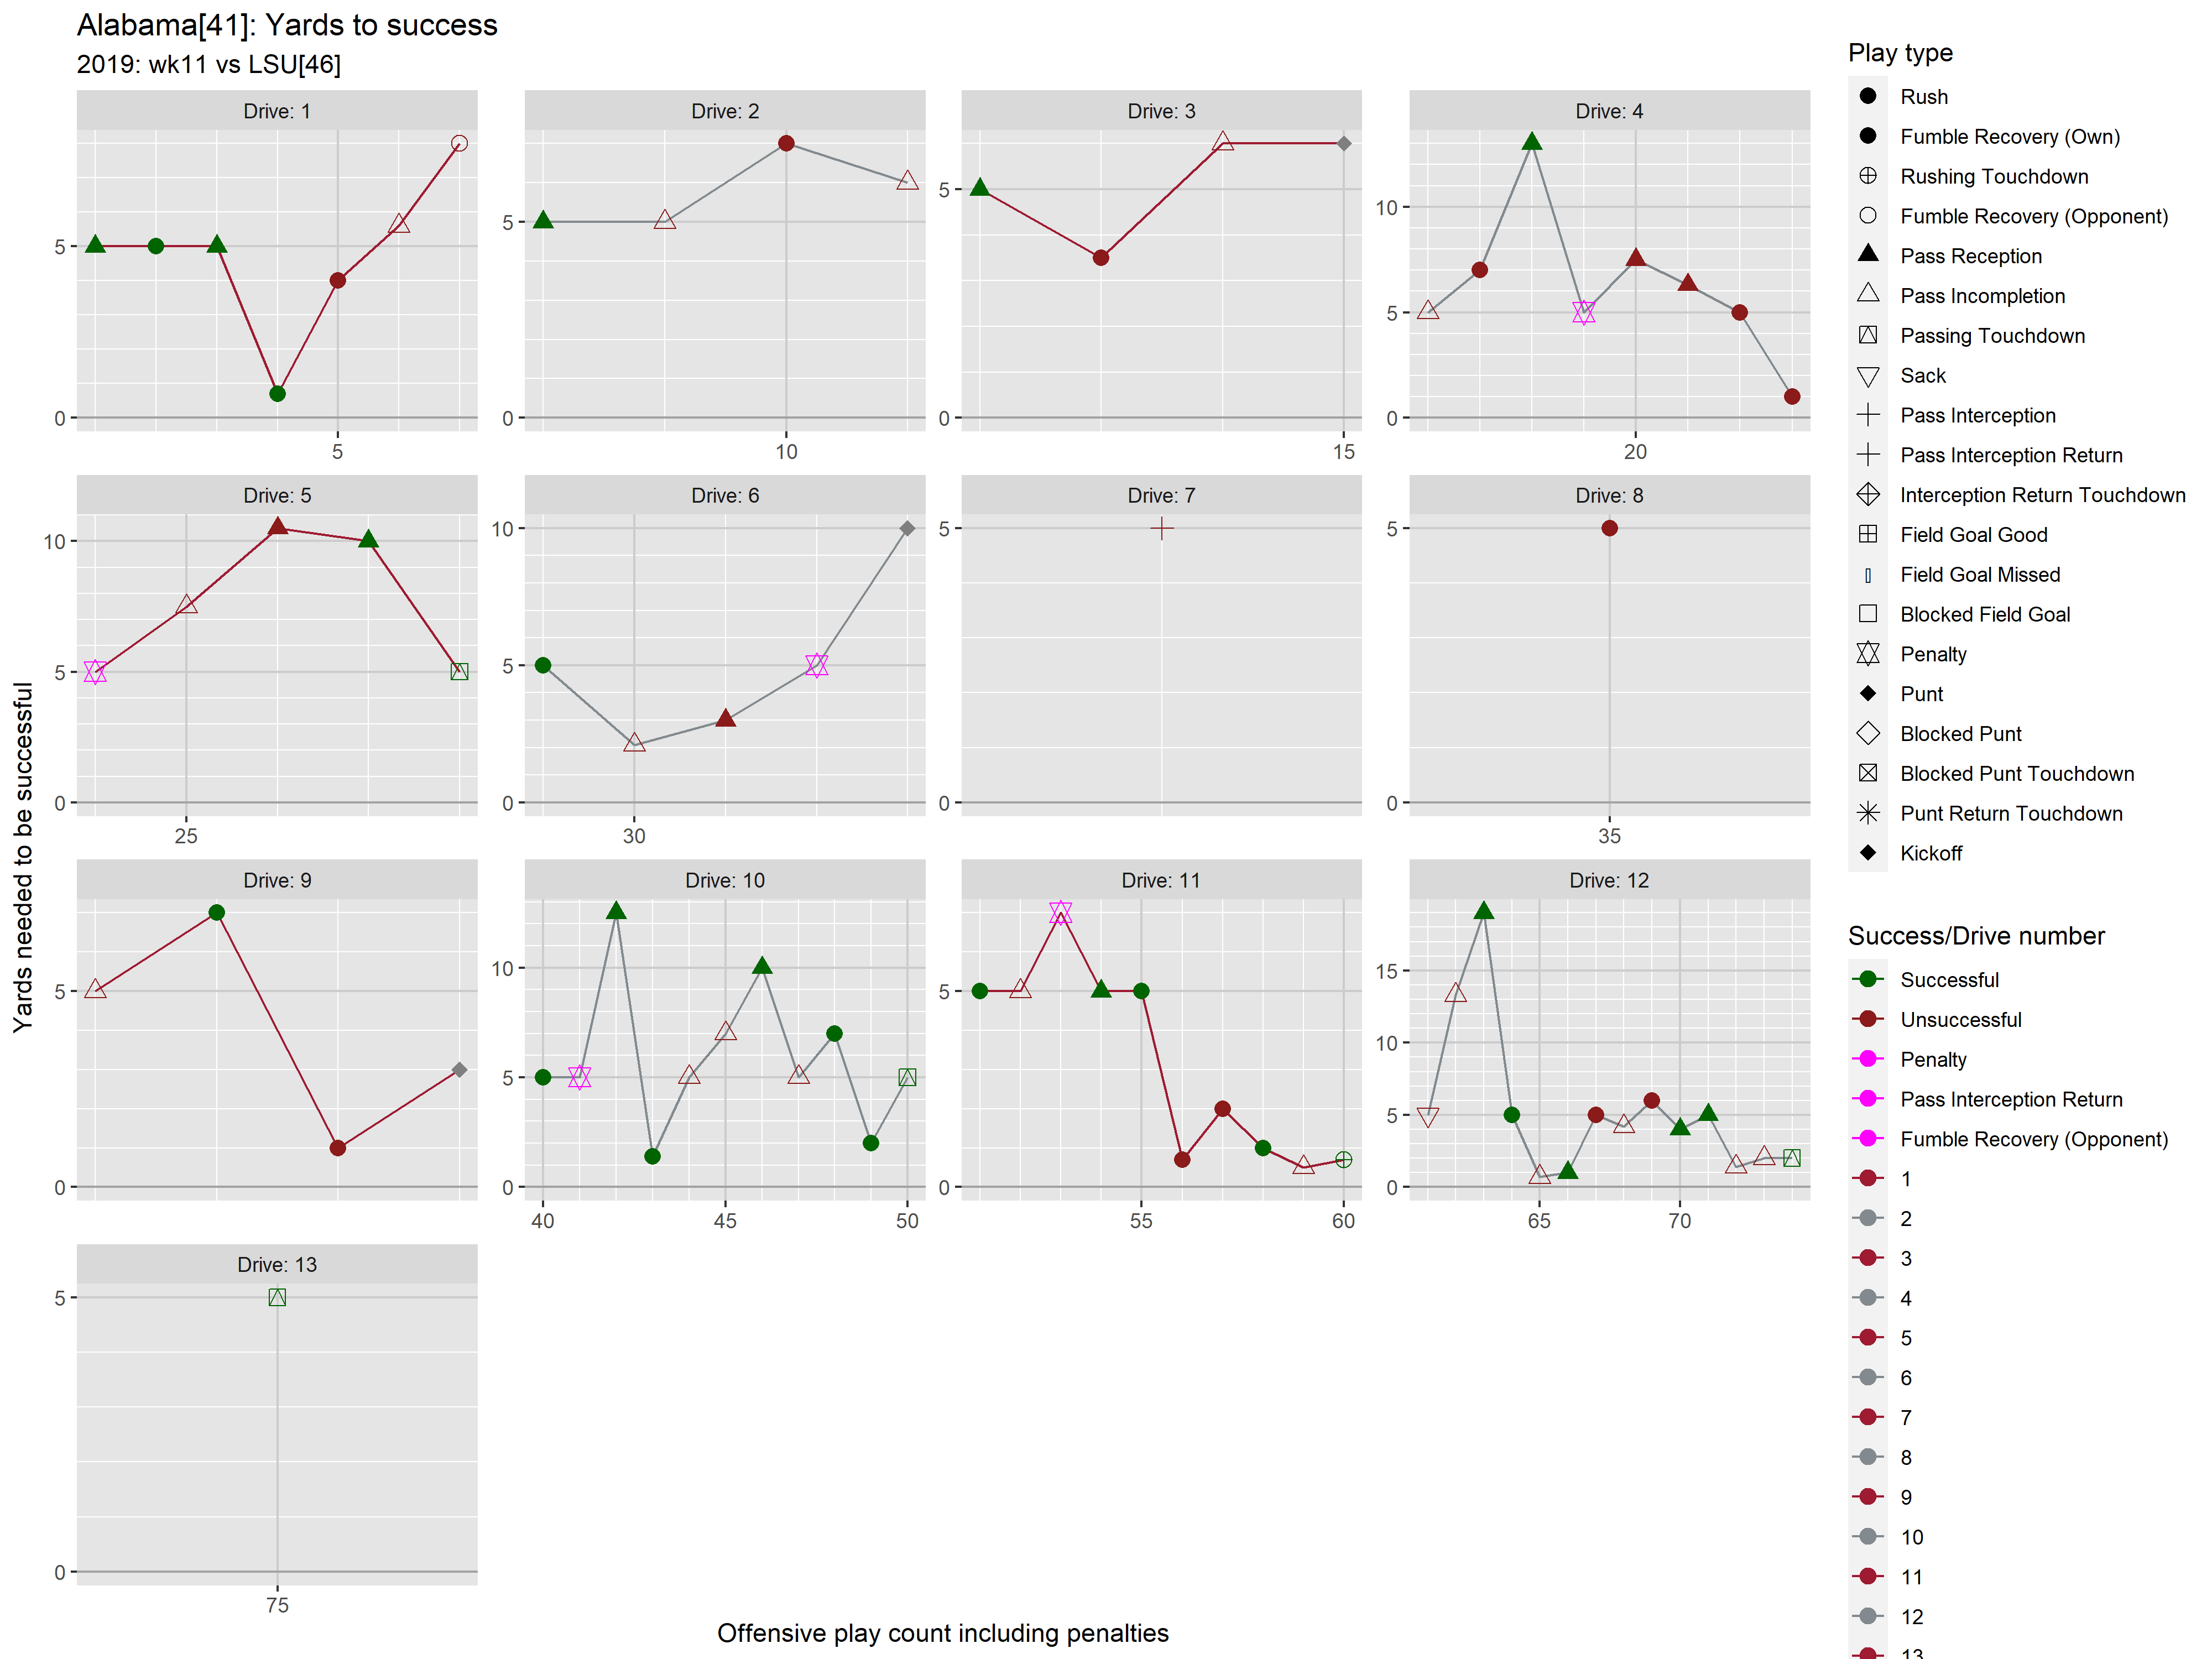 Alabama[41]: Yards to success
2019: wk11 vs LSU[46]
Drive: 1
Drive: 2
Drive: 3
Drive: 4
5
0
5
5
0
10
5
0
15
10
5
0
20
Drive: 5
Drive: 6
Drive: 7
Drive: 8
10
5
0
25
10
5
0
30
5
0
5
0
35
Drive: 9
Drive: 10
Drive: 11
Drive: 12
5
0
10
5
0
40
45
50
5
0
55
60
15
10
5
0
65
70
Drive: 13
5
0
75
Yards needed to be successful
Offensive play count including penalties
Play type
Rush
Fumble Recovery (Own)
Rushing Touchdown
Fumble Recovery (Opponent)
Pass Reception
Pass Incompletion
Passing Touchdown
Sack
Pass Interception
Pass Interception Return
Interception Return Touchdown
Field Goal Good
Field Goal Missed
Blocked Field Goal
Penalty
Punt
Blocked Punt
Blocked Punt Touchdown
Punt Return Touchdown
Kickoff
Success/Drive number
Successful
Unsuccessful
Penalty
Pass Interception Return
Fumble Recovery (Opponent)
1
2
3
4
5
6
7
8
9
10
11
12
13